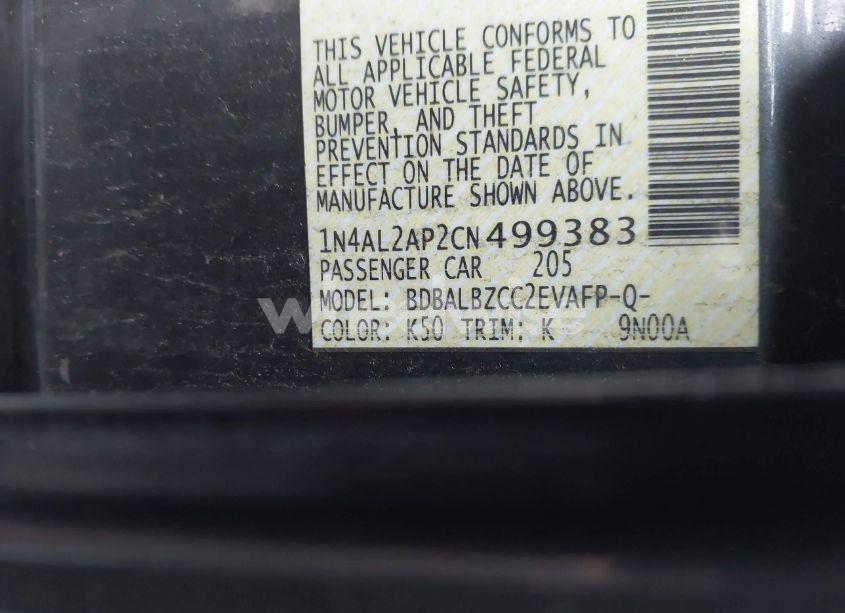 THIS VEHICLE CONFORMS TO
ALL APPLICABLE FEDERAL
MOTOR VEHICLE SAFETY,
BUMPER, AND THEFT
PREVENTION STANDARDS IN
EFFECT ON THE DATE OF
MANUFACTURE SHOWN ABOVE.
1N4AL2AP2CN499383
PASSENGER CAR 205
MODEL: BDBALBZCC2EVAFP-Q-
COLOR: K50 TRIM: K 9N00A